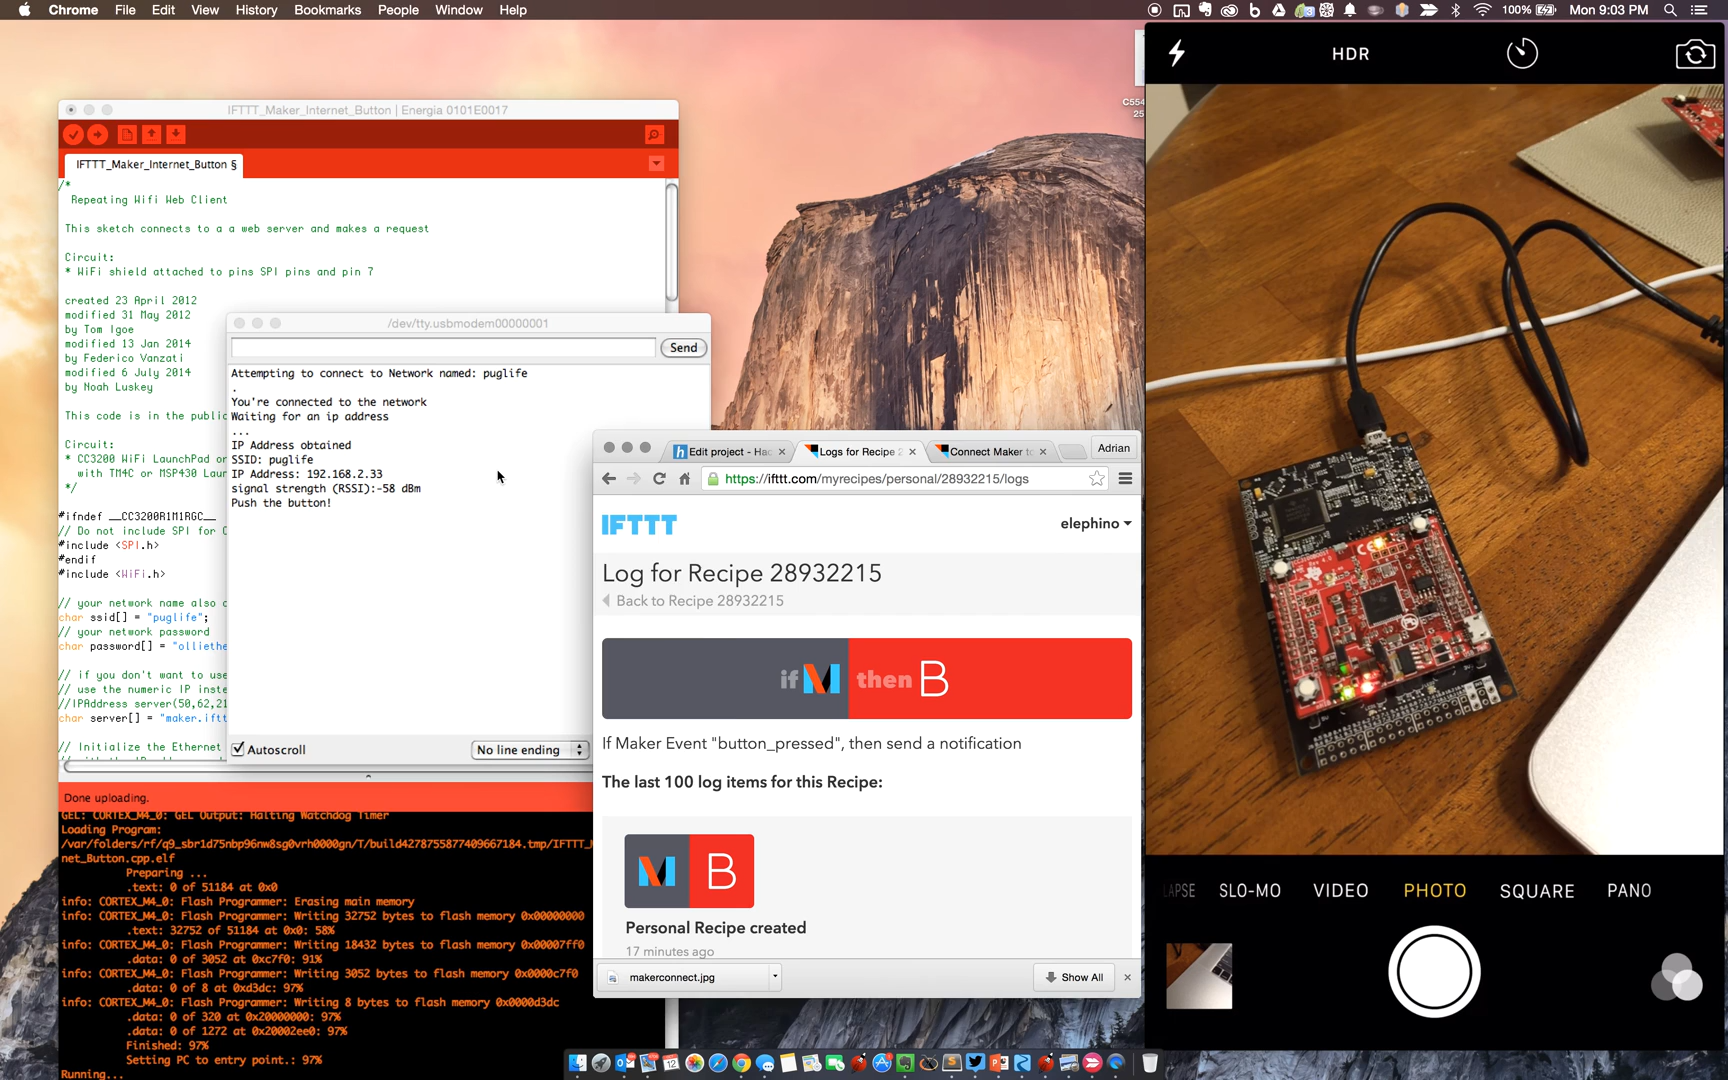 Chrome File Edit View History Bookmarks People Window Help
100% Mon 9:03 PM
IFTTT_Maker_Internet_Button | Energia 0101E0017
IFTTT_Maker_Internet_Button §
/*
Repeating Wifi Web Client
This sketch connects to a a web server and makes a request
Circuit:
* WiFi shield attached to pins SPI pins and pin 7
created 23 April 2012
modified 31 May 2012
by Tom Igoe
modified 13 Jan 2014
by Federico Vanzati
modified 6 July 2014
by Noah Luskey
This code is in the public
Circuit:
* CC3200 WiFi LaunchPad or
with TM4C or MSP430 Laun
*/
#ifndef __CC3200R1M1RGC__
// Do not include SPI for C
#include <SPI.h>
#endif
#include <WiFi.h>
// your network name also c
char ssid[] = "puglife";
// your network password
char password[] = "olliethe
// if you don't want to use
// use the numeric IP inste
//IPAddress server(50,62,21
char server[] = "maker.iftt
// Initialize the Ethernet
Done uploading.
GEL: CORTEX_M4_0: GEL Output: Halting Watchdog Timer
Loading Program:
/var/folders/rf/q9_sbr1d75nbp96nw8sg0vrh0000gn/T/build4278755877409667184.tmp/IFTTT_
net_Button.cpp.elf
Preparing ...
.text: 0 of 51184 at 0x0
info: CORTEX_M4_0: Flash Programmer: Erasing main memory
info: CORTEX_M4_0: Flash Programmer: Writing 32752 bytes to flash memory 0x00000000
.text: 32752 of 51184 at 0x0: 58%
info: CORTEX_M4_0: Flash Programmer: Writing 18432 bytes to flash memory 0x00007ff0
.data: 0 of 3052 at 0xc7f0: 91%
info: CORTEX_M4_0: Flash Programmer: Writing 3052 bytes to flash memory 0x0000c7f0
.data: 0 of 8 at 0xd3dc: 97%
info: CORTEX_M4_0: Flash Programmer: Writing 8 bytes to flash memory 0x0000d3dc
.data: 0 of 320 at 0x20000000: 97%
.data: 0 of 1272 at 0x20002ee0: 97%
Finished: 97%
Setting PC to entry point.: 97%
Running...
/dev/tty.usbmodem00000001
Send
Attempting to connect to Network named: puglife
.
You're connected to the network
Waiting for an ip address
...
IP Address obtained
SSID: puglife
IP Address: 192.168.2.33
signal strength (RSSI):-58 dBm
Push the button!
Autoscroll
No line ending
Edit project - Hac
Logs for Recipe 2
Connect Maker to
Adrian
https://ifttt.com/myrecipes/personal/28932215/logs
IFTTT
elephino
Log for Recipe 28932215
Back to Recipe 28932215
if M then B
If Maker Event "button_pressed", then send a notification
The last 100 log items for this Recipe:
M B
Personal Recipe created
17 minutes ago
makerconnect.jpg
Show All
C554
25
HDR
LAPSE SLO-MO VIDEO PHOTO SQUARE PANO